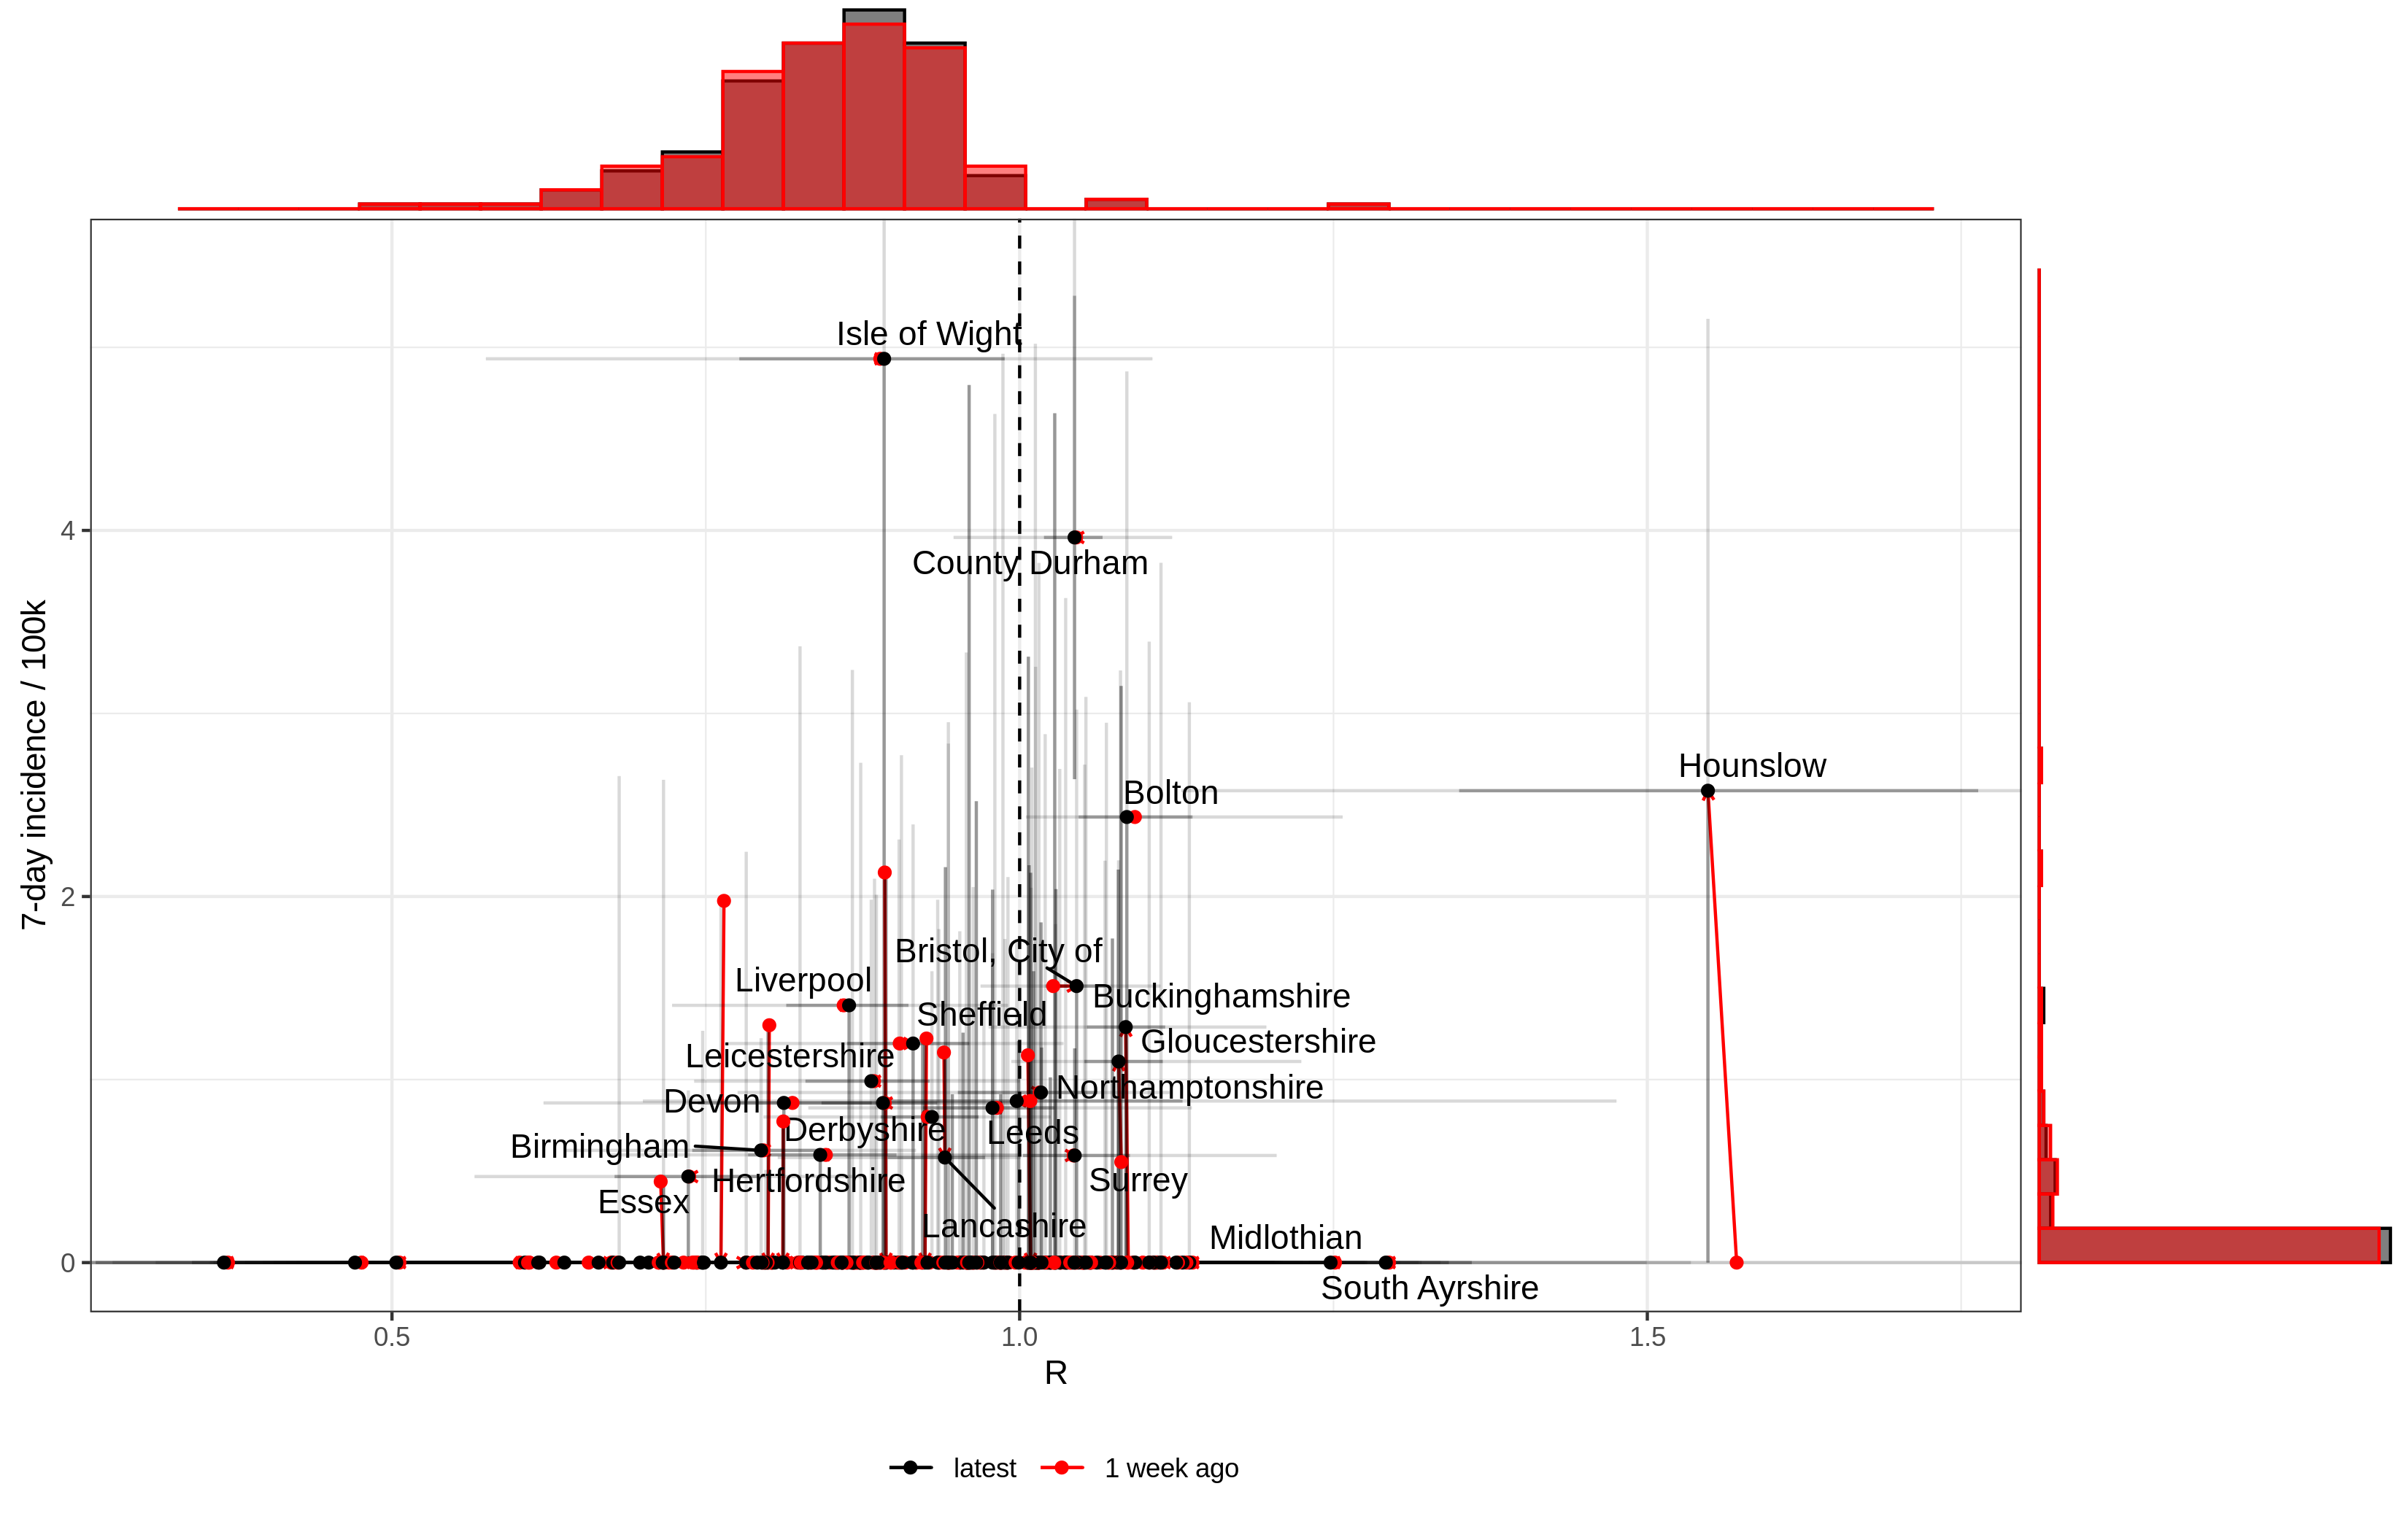 Isle of Wight
4
County Durham
7-day incidence / 100k
Hounslow
Bolton
2
Bristol, City of
Liverpool
Buckinghamshire
Sheffield
Gloucestershire
Leicestershire
Northamptonshire
Devon
Derbyshire
Leeds
Birmingham
Hertfordshire
Surrey
Essex
Lancashire
Midlothian
0
South Ayrshire
0.5
1.0
1.5
R
latest
1 week ago